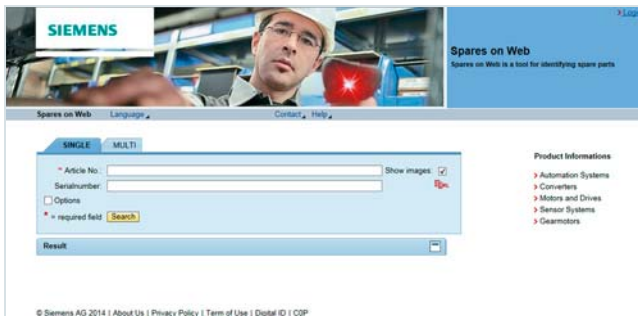 Login
SIEMENS
Spares on Web
Spares on Web is a tool for identifying spare parts
Spares on Web Language Contact Help
SINGLE MULTI
* Article No.: Show images:
Serialnumber:
Options
* = required field Search
Result
Product Informations
Automation Systems
Converters
Motors and Drives
Sensor Systems
Gearmotors
© Siemens AG 2014 | About Us | Privacy Policy | Term of Use | Digital ID | C0P